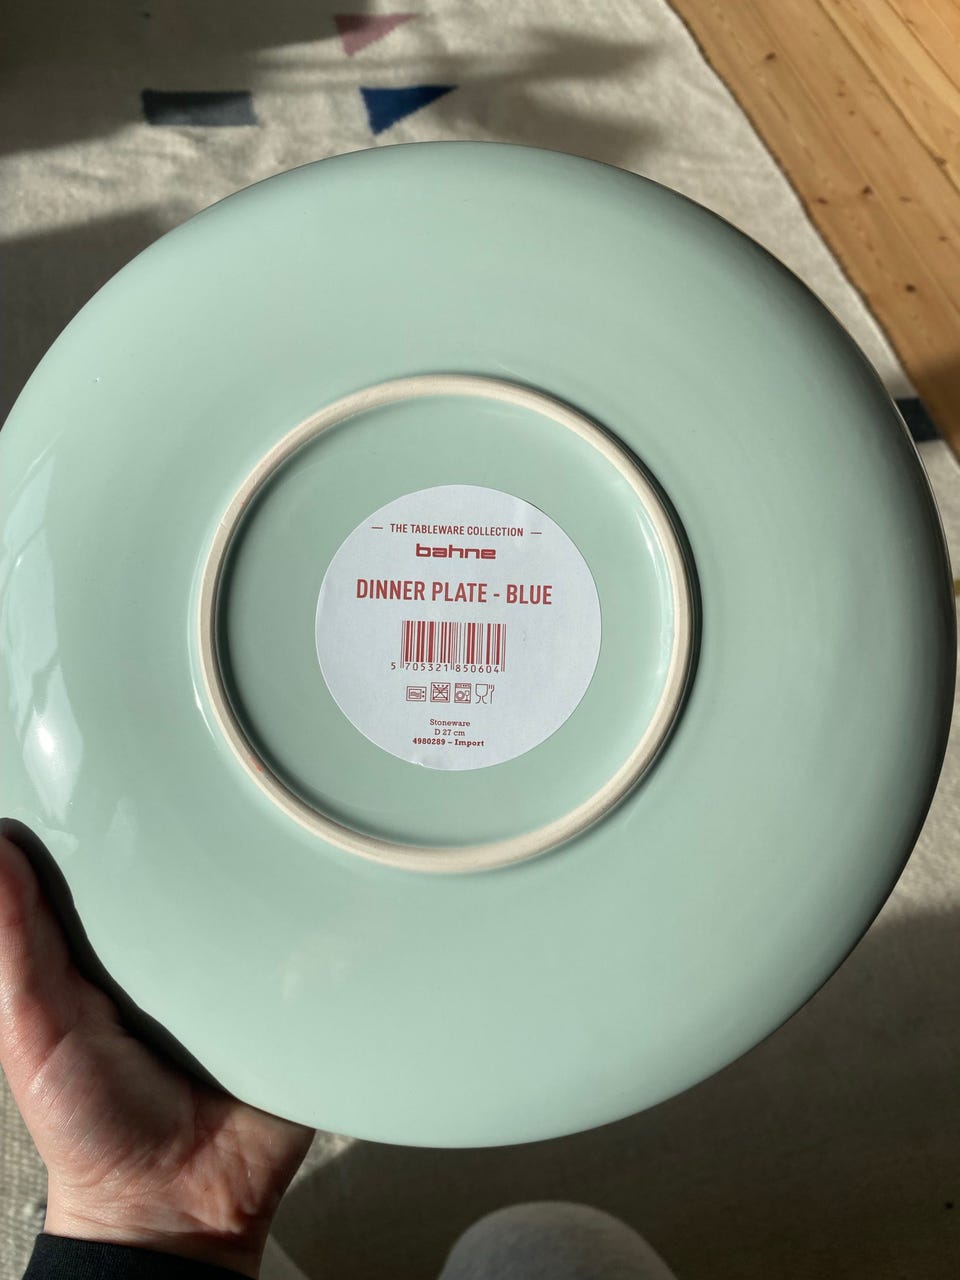 THE TABLEWARE COLLECTION
bahne
DINNER PLATE - BLUE
5 705321 850604
Stoneware
D 27 cm
4980289 – Import